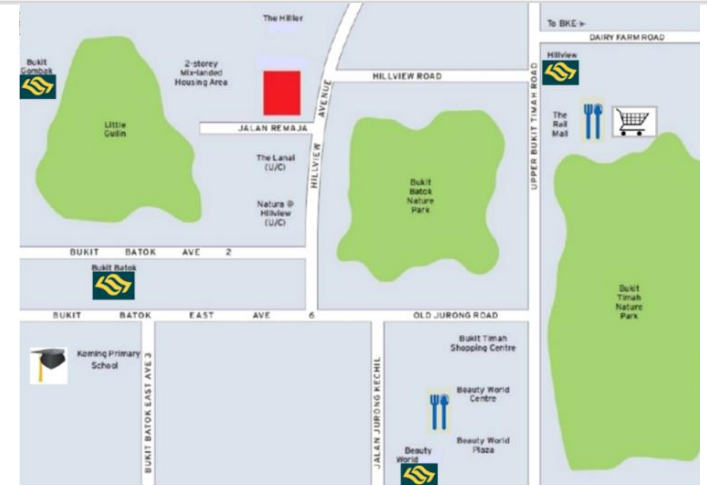 The Hillier
To BKE
DAIRY FARM ROAD
Bukit
Gombak
2-storey
Mix-landed
Housing Area
HILLVIEW ROAD
Hillview
AVENUE
HILLVIEW
UPPER BUKIT TIMAH ROAD
The
Rail
Mall
Little
Guilin
JALAN REMAJA
The Lanai
(U/C)
Natura @
Hillview
(U/C)
Bukit
Batok
Nature
Park
BUKIT BATOK AVE 2
Bukit Batok
Bukit
Timah
Nature
Park
BUKIT BATOK EAST AVE 6
OLD JURONG ROAD
Keming Primary
School
BUKIT BATOK EAST AVE 3
JALAN JURONG KECHIL
Bukit Timah
Shopping Centre
Beauty World
Centre
Beauty World
Plaza
Beauty
World